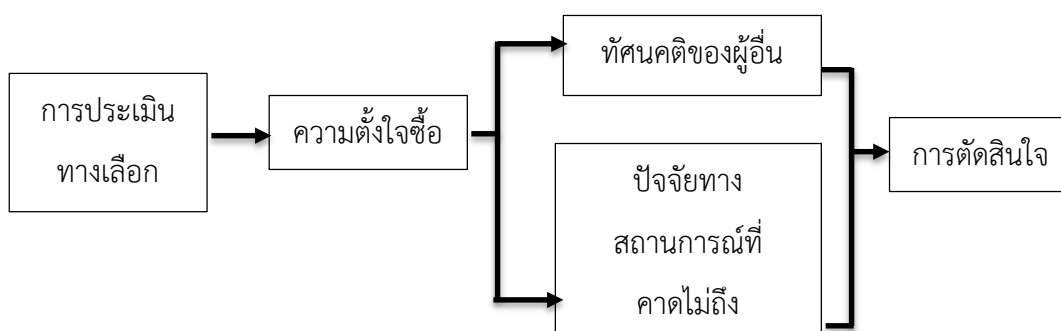 การประเมิน
ทางเลือก
ความตั้งใจซื้อ
ทัศนคติของผู้อื่น
ปัจจัยทาง
สถานการณ์ที่
คาดไม่ถึง
การตัดสินใจ